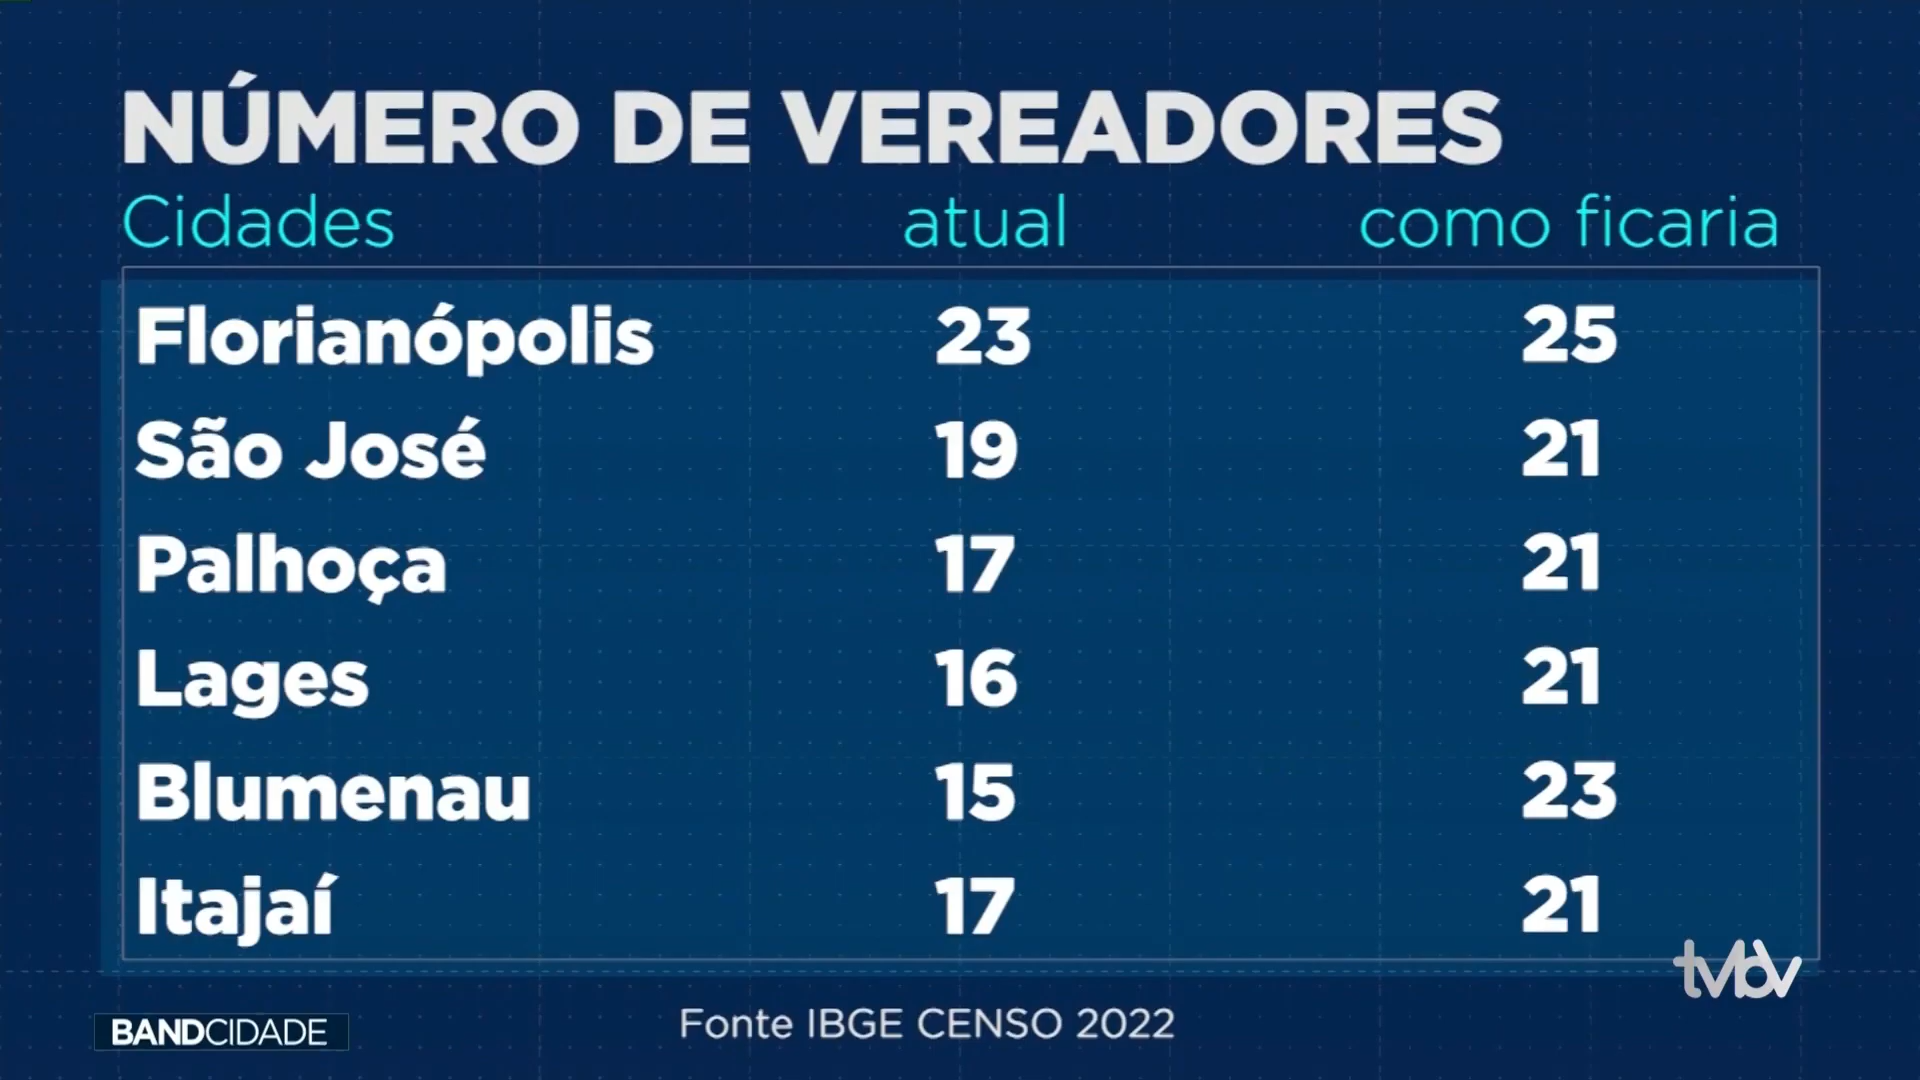 NÚMERO DE VEREADORES
Cidades atual como ficaria
Florianópolis 23 25
São José 19 21
Palhoça 17 21
Lages 16 21
Blumenau 15 23
Itajaí 17 21
tvbv
BANDCIDADE
Fonte IBGE CENSO 2022